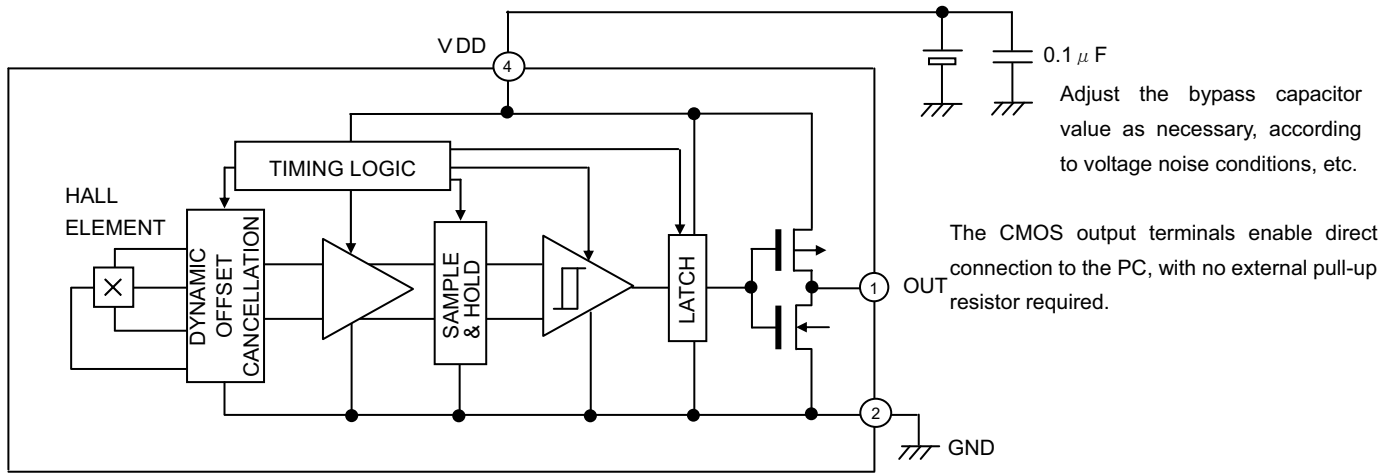 VDD
4
0.1 μ F
Adjust the bypass capacitor
value as necessary, according
to voltage noise conditions, etc.
TIMING LOGIC
HALL
ELEMENT
DYNAMIC
OFFSET
CANCELLATION
SAMPLE
& HOLD
LATCH
The CMOS output terminals enable direct
connection to the PC, with no external pull-up
resistor required.
1
OUT
2
GND